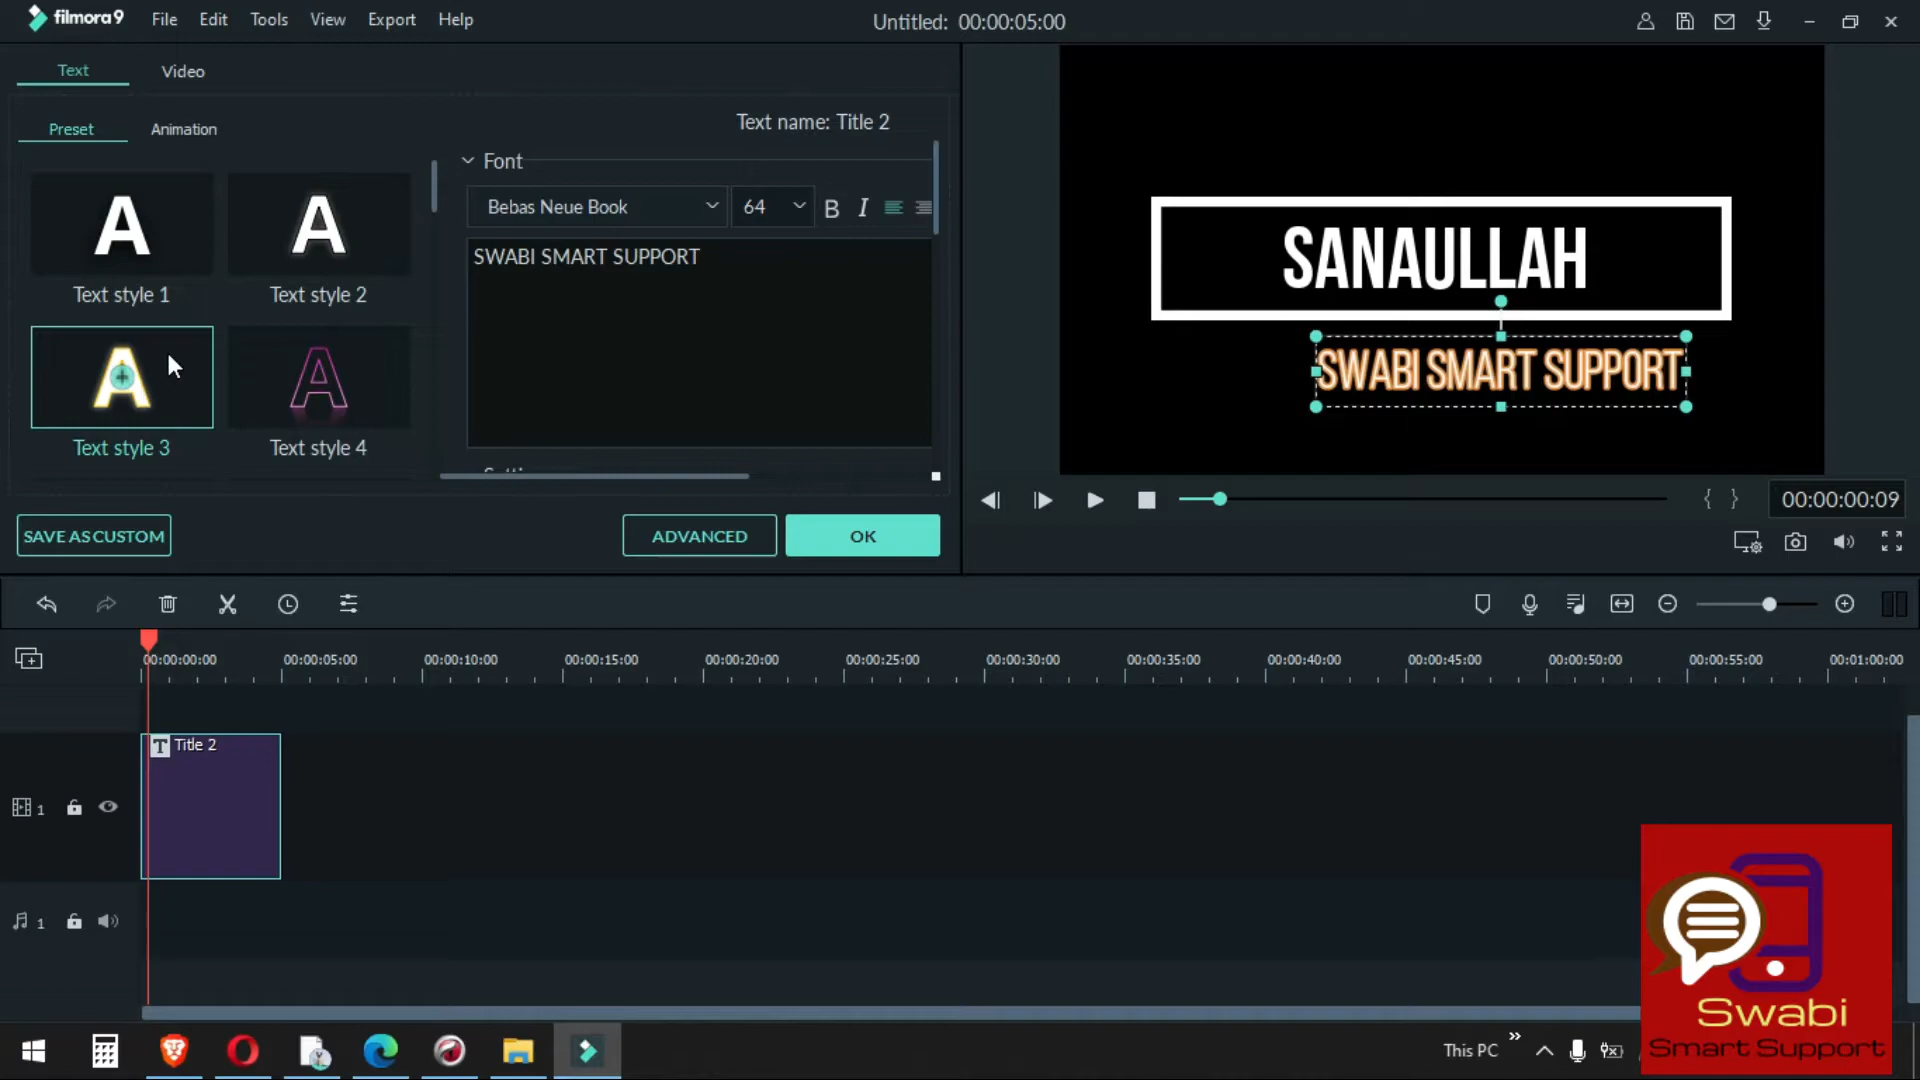 filmora9 File Edit Tools View Export Help Untitled: 00:00:05:00
Text Video
Preset Animation
Text name: Title 2
Font
Bebas Neue Book 64 B I
SWABI SMART SUPPORT
A A
Text style 1 Text style 2
A A
Text style 3 Text style 4
SAVE AS CUSTOM ADVANCED OK
SANAULLAH
SWABI SMART SUPPORT
{ } 00:00:00:09
00:00:00:00 00:00:05:00 00:00:10:00 00:00:15:00 00:00:20:00 00:00:25:00 00:00:30:00 00:00:35:00 00:00:40:00 00:00:45:00 00:00:50:00 00:00:55:00 00:01:00:00
T Title 2
1
1
This PC
Swabi
Smart Support